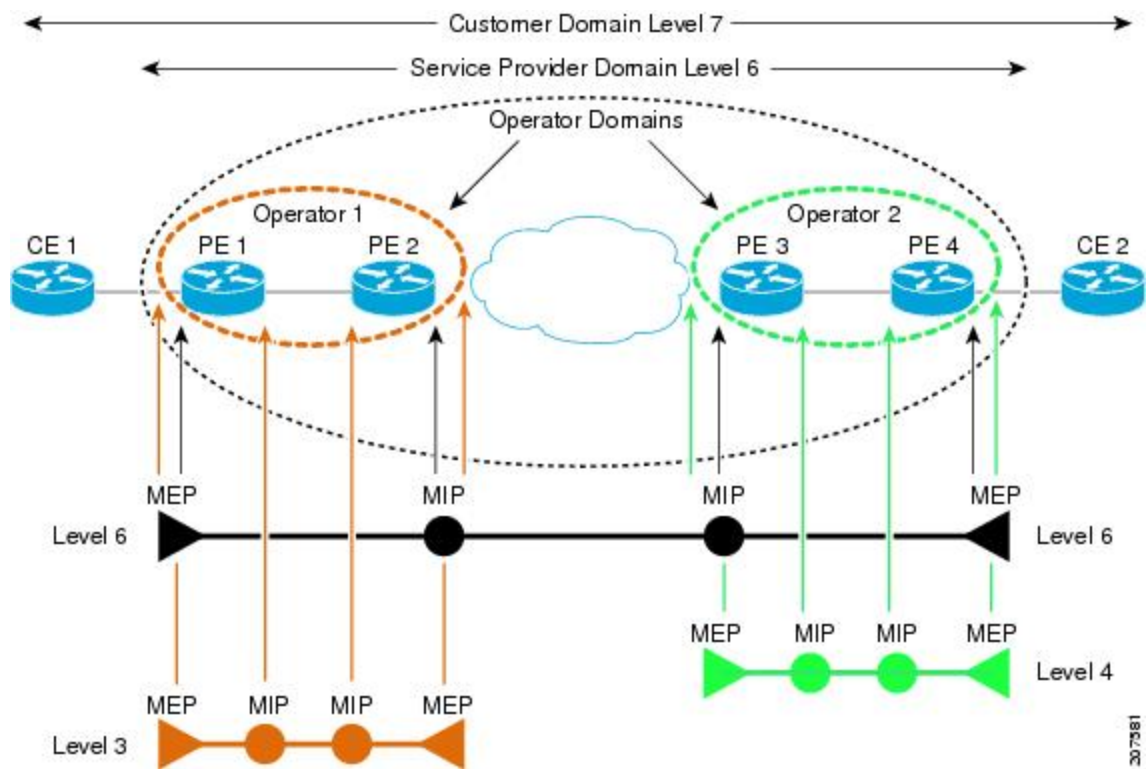 Customer Domain Level 7
Service Provider Domain Level 6
Operator Domains
Operator 1
Operator 2
CE 1
PE 1
PE 2
PE 3
PE 4
CE 2
MEP
MIP
MIP
MEP
Level 6
Level 6
MEP
MIP
MIP
MEP
Level 4
MEP
MIP
MIP
MEP
Level 3
207581